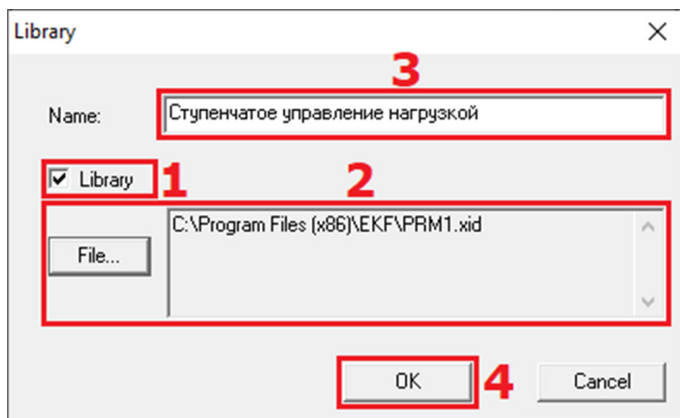 Library
3
Name: Ступенчатое управление нагрузкой
Library 1 2
File... C:\Program Files (x86)\EKF\PRM1.xid
OK 4 Cancel